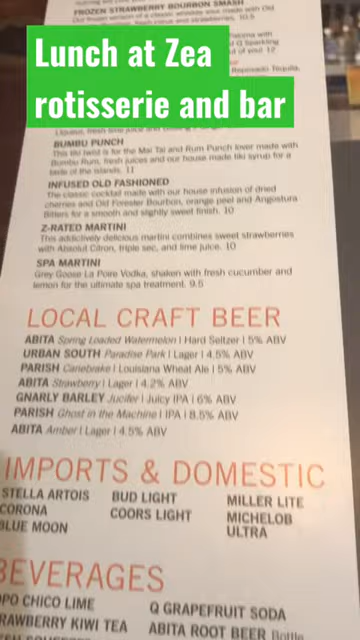 FROZEN STRAWBERRY BOURBON SMASH
Lunch at Zea
rotisserie and bar
BUMBU PUNCH
This tiki twist is for the Mai Tai and Rum Punch lover made with
Bumbu Rum, fresh juices and our house made tiki syrup for a
taste of the islands. 11
INFUSED OLD FASHIONED
The classic cocktail made with our house infusion of dried
cherries and Old Forester Bourbon, orange peel and Angostura
Bitters for a smooth and slightly sweet finish. 10
Z-RATED MARTINI
This addictively delicious martini combines sweet strawberries
with Absolut Citron, triple sec, and lime juice. 10
SPA MARTINI
Grey Goose La Poire Vodka, shaken with fresh cucumber and
lemon for the ultimate spa treatment. 9.5
LOCAL CRAFT BEER
ABITA Spring Loaded Watermelon | Hard Seltzer | 5% ABV
URBAN SOUTH Paradise Park | Lager | 4.5% ABV
PARISH Canebrake | Louisiana Wheat Ale | 5% ABV
ABITA Strawberry | Lager | 4.2% ABV
GNARLY BARLEY Jucifer | Juicy IPA | 6% ABV
PARISH Ghost in the Machine | IPA | 8.5% ABV
ABITA Amber | Lager | 4.5% ABV
IMPORTS & DOMESTIC
STELLA ARTOIS BUD LIGHT MILLER LITE
CORONA COORS LIGHT MICHELOB
BLUE MOON ULTRA
BEVERAGES
OPO CHICO LIME Q GRAPEFRUIT SODA
RAWBERRY KIWI TEA ABITA ROOT BEER Bottle